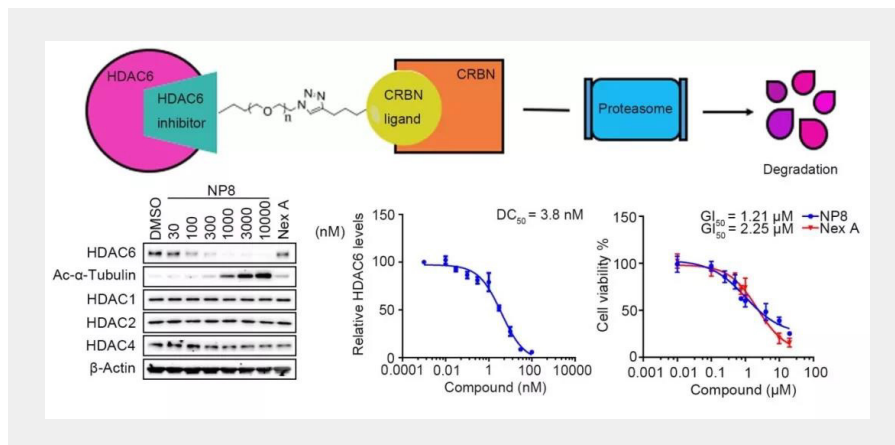 HDAC6
HDAC6
inhibitor
O
n
N
N
N
CRBN
CRBN
ligand
Proteasome
Degradation
NP8
DMSO
30
100
300
1000
3000
10000
Nex A
(nM)
HDAC6
Ac-α-Tubulin
HDAC1
HDAC2
HDAC4
β-Actin
Relative HDAC6 levels
150
100
50
0
DC50 = 3.8 nM
0.0001 0.01 1 100 10000
Compound (nM)
Cell viability %
150
100
50
0
GI50 = 1.21 μM NP8
GI50 = 2.25 μM Nex A
0.001 0.01 0.1 1 10 100
Compound (μM)